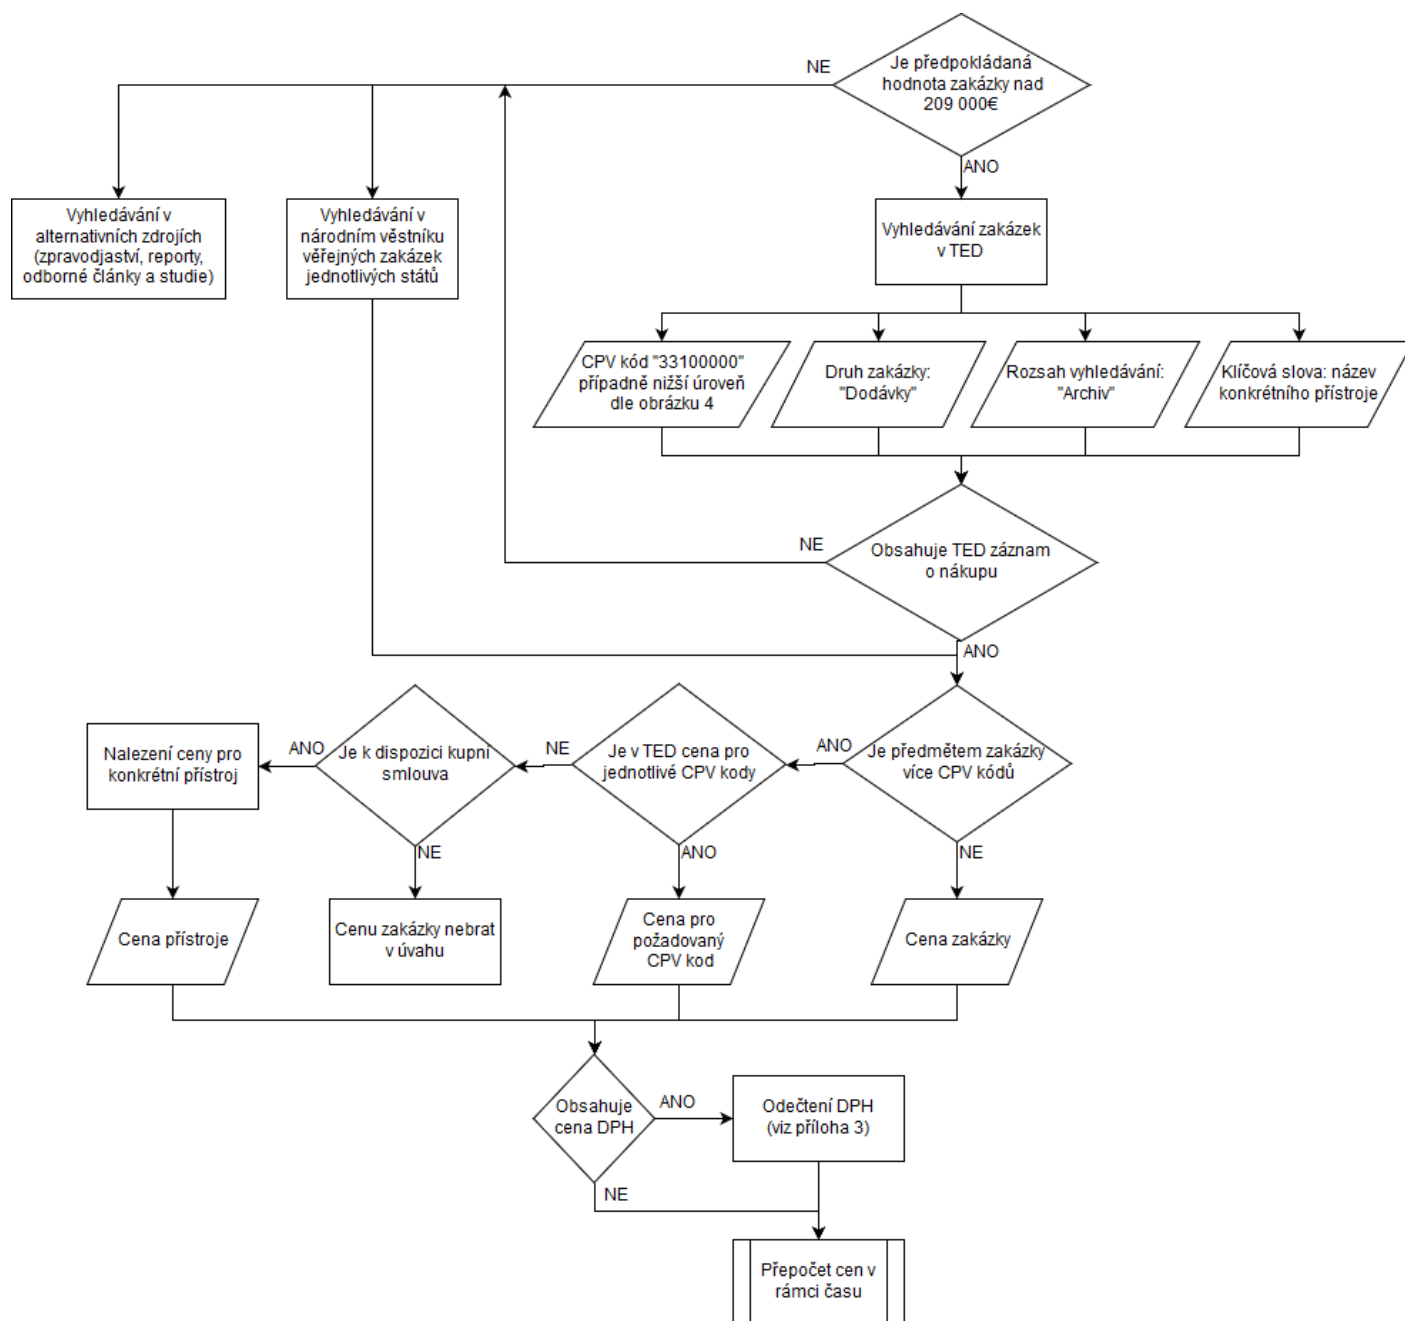 Je předpokládaná
hodnota zakázky nad
209 000€
NE
ANO
Vyhledávání v
alternativních zdrojích
(zpravodjaství, reporty,
odborné články a studie)
Vyhledávání v
národním věstníku
věřejných zakázek
jednotlivých států
Vyhledávání zakázek
v TED
CPV kód "33100000"
případně nižší úroveň
dle obrázku 4
Druh zakázky:
"Dodávky"
Rozsah vyhledávání:
"Archiv"
Klíčová slova: název
konkrétního přístroje
NE
Obsahuje TED záznam
o nákupu
ANO
Nalezení ceny pro
konkrétní přístroj
ANO
Je k dispozici kupní
smlouva
NE
Je v TED cena pro
jednotlivé CPV kody
ANO
Je předmětem zakázky
více CPV kódů
NE
ANO
NE
Cena přístroje
Cenu zakázky nebrat
v úvahu
Cena pro
požadovaný
CPV kod
Cena zakázky
Obsahuje
cena DPH
ANO
Odečtení DPH
(viz příloha 3)
NE
Přepočet cen v
rámci času